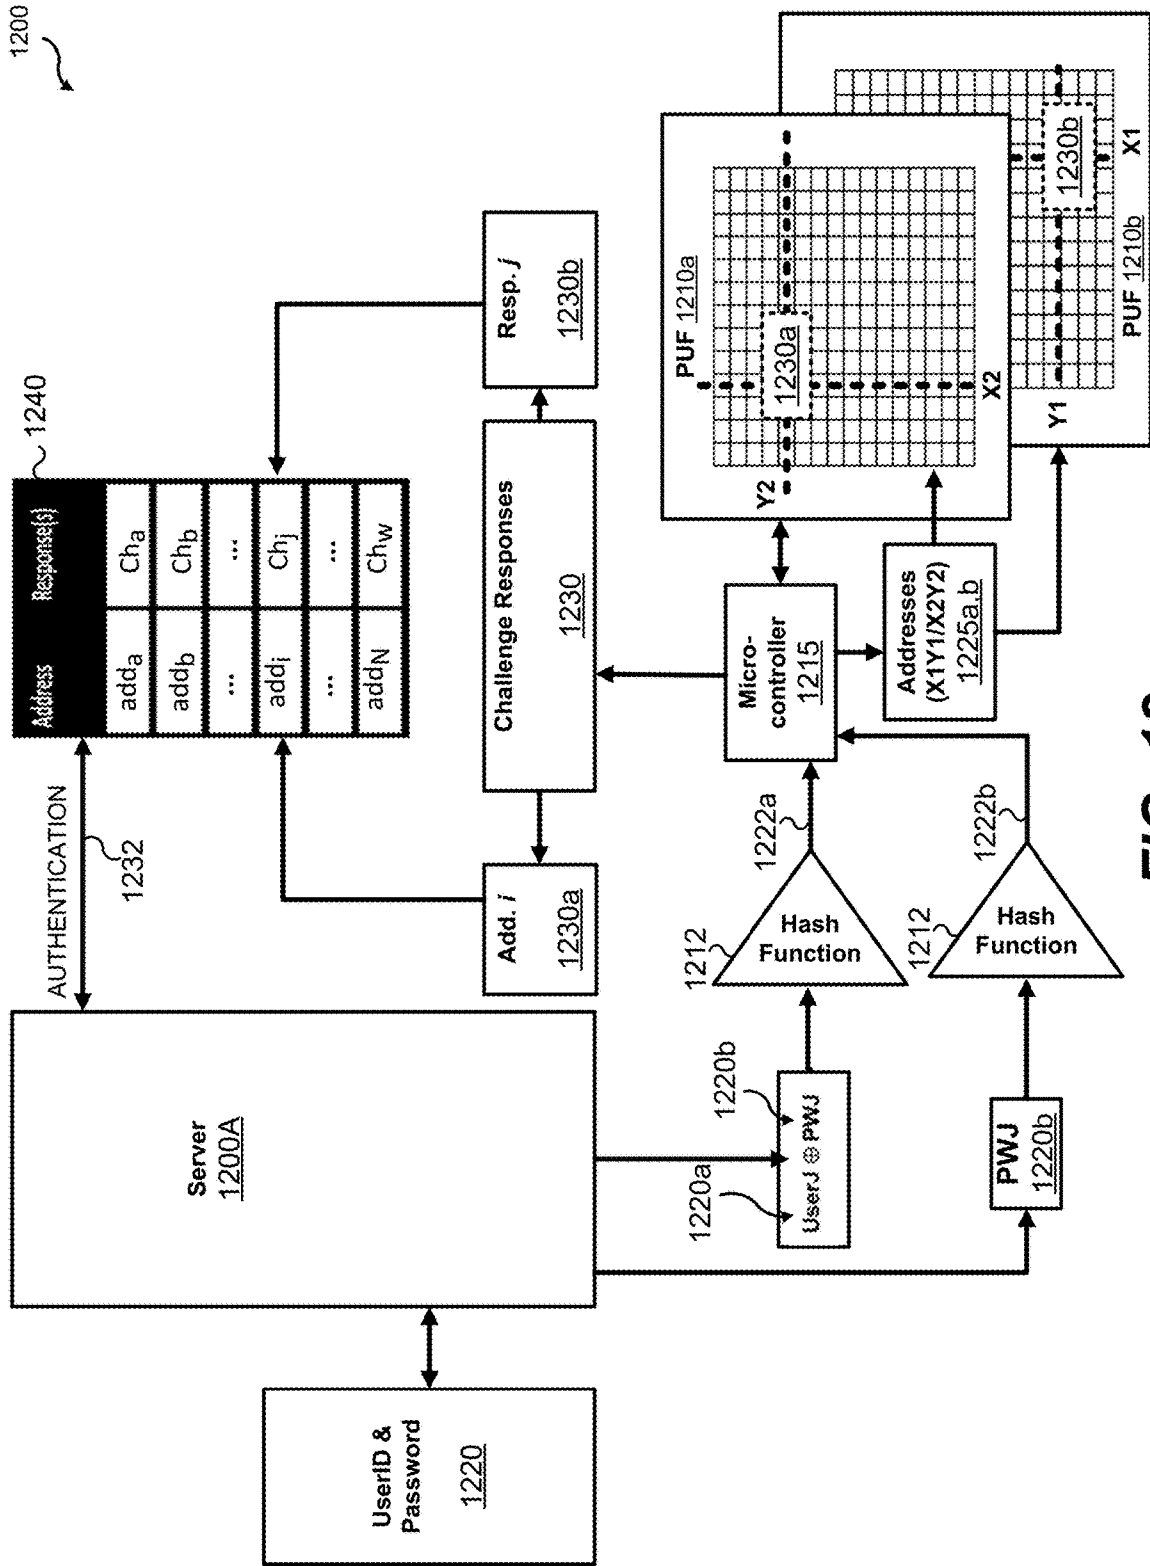 1200
UserID &
Password
1220
Server
1200A
AUTHENTICATION
1232
1240
Address Response(s)
add_a Ch_a
add_b Ch_b
... ...
add_i Ch_j
... ...
add_N Ch_w
Add. i
1230a
Challenge Responses
1230
Resp. j
1230b
1220a
1220b
UserJ ⊕ PWJ
PWJ
1220b
1212
Hash
Function
1222a
1212
Hash
Function
1222b
Micro-
controller
1215
Addresses
(X1Y1/X2Y2)
1225a.b
PUF 1210a
Y2
1230a
X2
Y1
1230b
PUF 1210b
X1